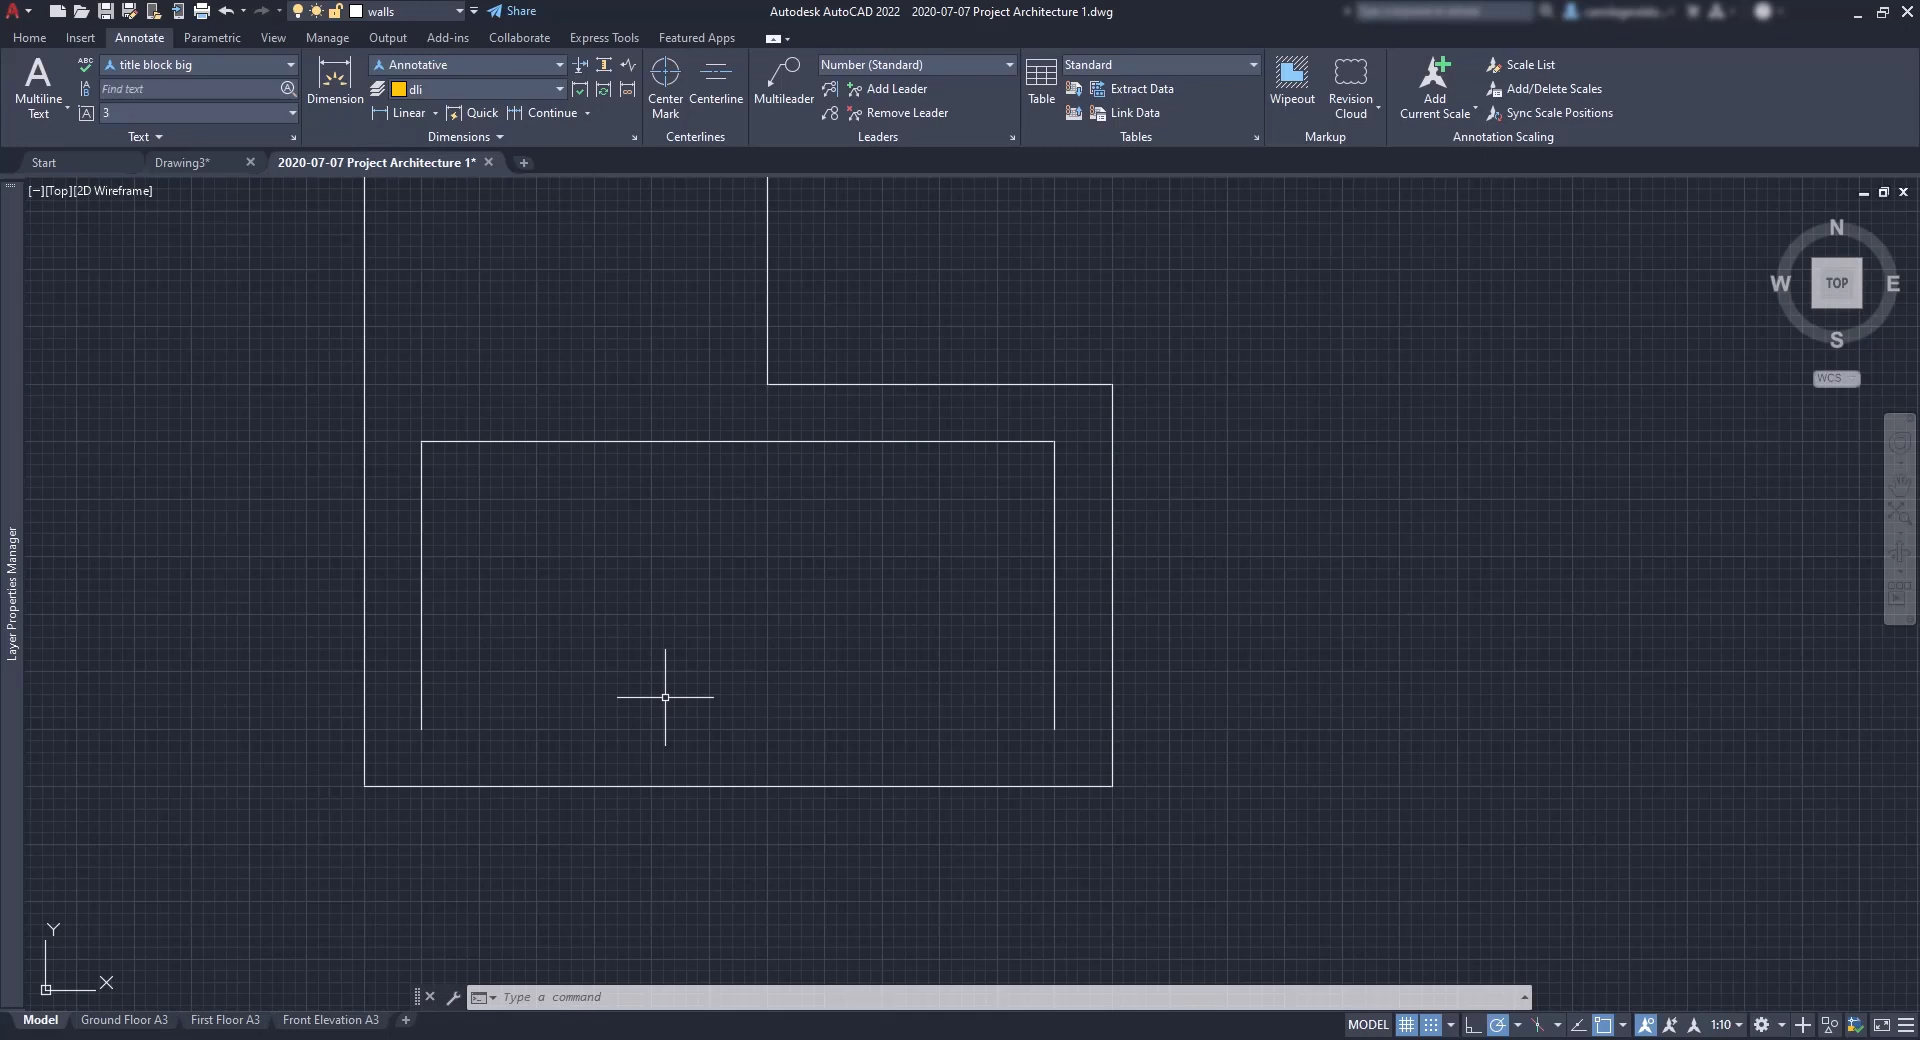 walls
Share
Autodesk AutoCAD 2022 2020-07-07 Project Architecture 1.dwg
Home Insert Annotate Parametric View Manage Output Add-ins Collaborate Express Tools Featured Apps
title block big
Annotative
Number (Standard)
Standard
Scale List
ABC
A
B
Find text
dli
Add Leader
Extract Data
Add/Delete Scales
Multiline Text
Dimension
Center Mark
Centerline
Multileader
Table
Wipeout
Revision Cloud
Add Current Scale
3
Linear
Quick
Continue
Remove Leader
Link Data
Sync Scale Positions
Text
Dimensions
Centerlines
Leaders
Tables
Markup
Annotation Scaling
Start
Drawing3*
2020-07-07 Project Architecture 1*
[−][Top][2D Wireframe]
N
W
TOP
E
S
WCS
Layer Properties Manager
Y
X
Type a command
Model
Ground Floor A3
First Floor A3
Front Elevation A3
MODEL
1:10